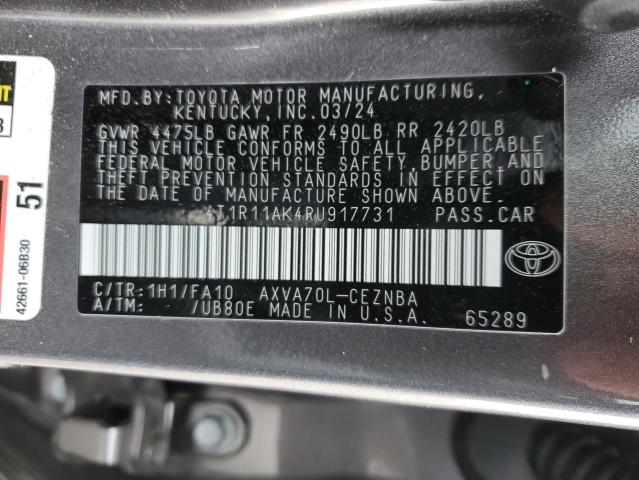 MFD.BY:TOYOTA MOTOR MANUFACTURING,
KENTUCKY,INC.03/24
GVWR 4475LB GAWR FR 2490LB RR 2420LB
THIS VEHICLE CONFORMS TO ALL APPLICABLE
FEDERAL MOTOR VEHICLE SAFETY, BUMPER,AND
THEFT PREVENTION STANDARDS IN EFFECT ON
THE DATE OF MANUFACTURE SHOWN ABOVE.
4T1R11AK4RU917731 PASS.CAR
C/TR:1H1/FA10 AXVA70L-CEZNBA
A/TM: /UB80E MADE IN U.S.A. 65289
51
42661-06B30